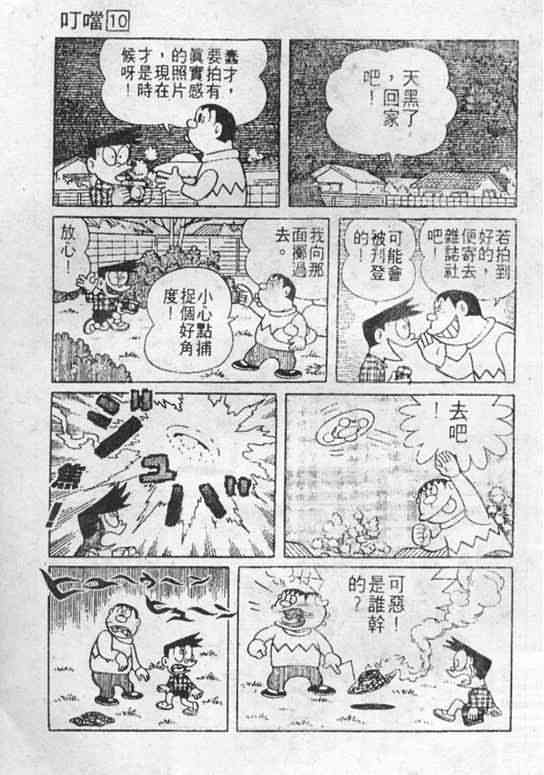 叮噹10
天黑了
，回家
吧！
蠢才，
要拍有
眞實感
的照片
，現在
才是時
候呀！
若拍到
好的，
便寄去
雜誌社
吧！
可能會
被刋登
的！
我向那
面擲過
去。
小心點捕
捉個好角
度！
放心！
去吧
！
焦！
可惡！
是誰幹
的？